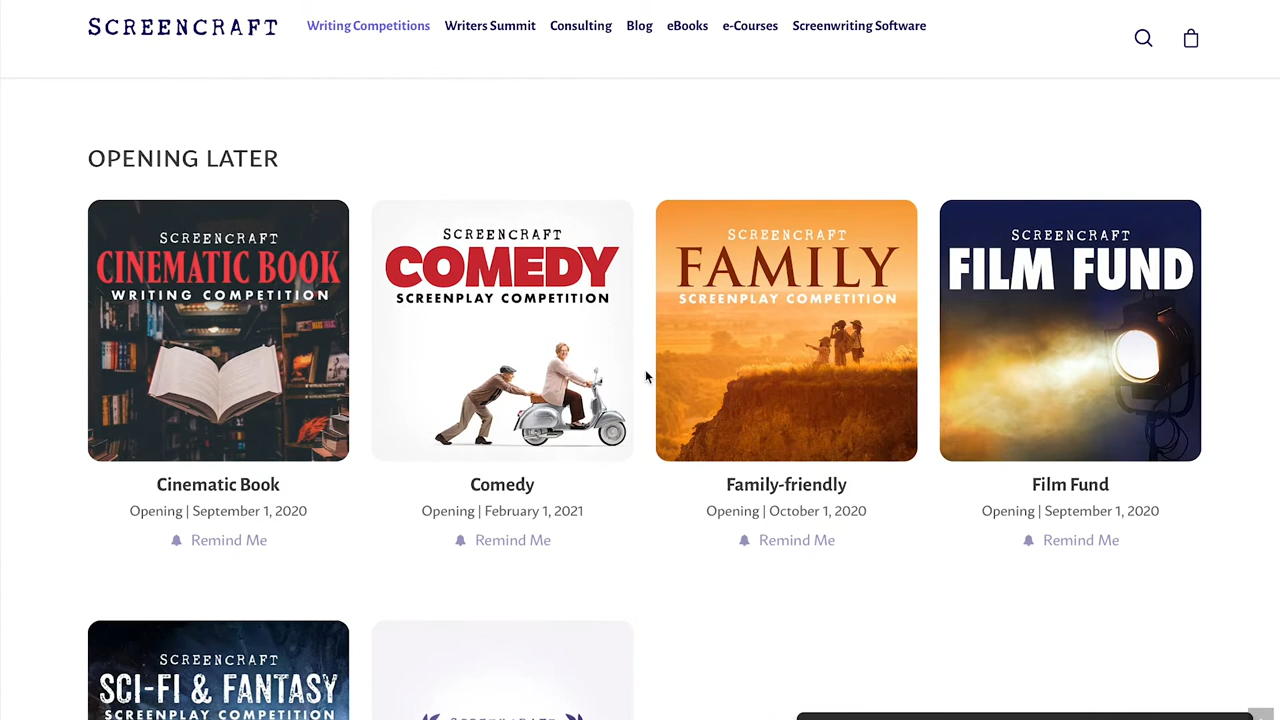 SCREENCRAFT
Writing Competitions Writers Summit Consulting Blog eBooks e-Courses Screenwriting Software
OPENING LATER
SCREENCRAFT
CINEMATIC BOOK
WRITING COMPETITION
SCREENCRAFT
COMEDY
SCREENPLAY COMPETITION
SCREENCRAFT
FAMILY
SCREENPLAY COMPETITION
SCREENCRAFT
FILM FUND
Cinematic Book
Opening | September 1, 2020
Remind Me
Comedy
Opening | February 1, 2021
Remind Me
Family-friendly
Opening | October 1, 2020
Remind Me
Film Fund
Opening | September 1, 2020
Remind Me
SCREENCRAFT
SCI-FI & FANTASY
SCREENPLAY COMPETITION